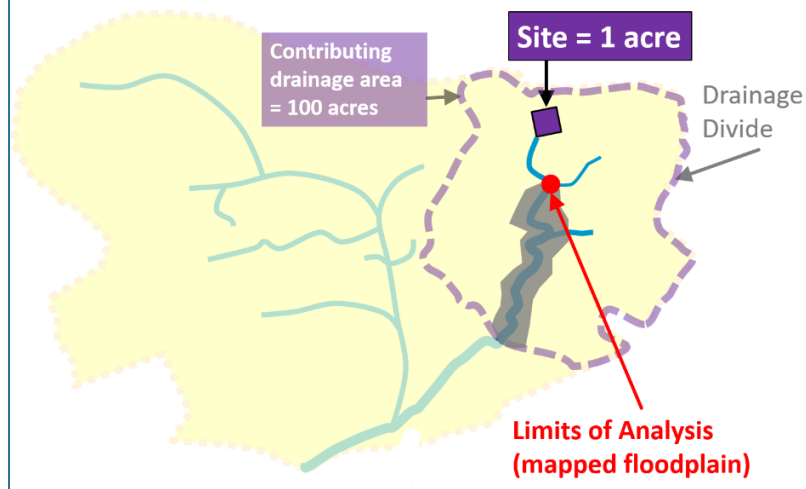 Site = 1 acre
Contributing
drainage area
= 100 acres
Drainage
Divide
Limits of Analysis
(mapped floodplain)